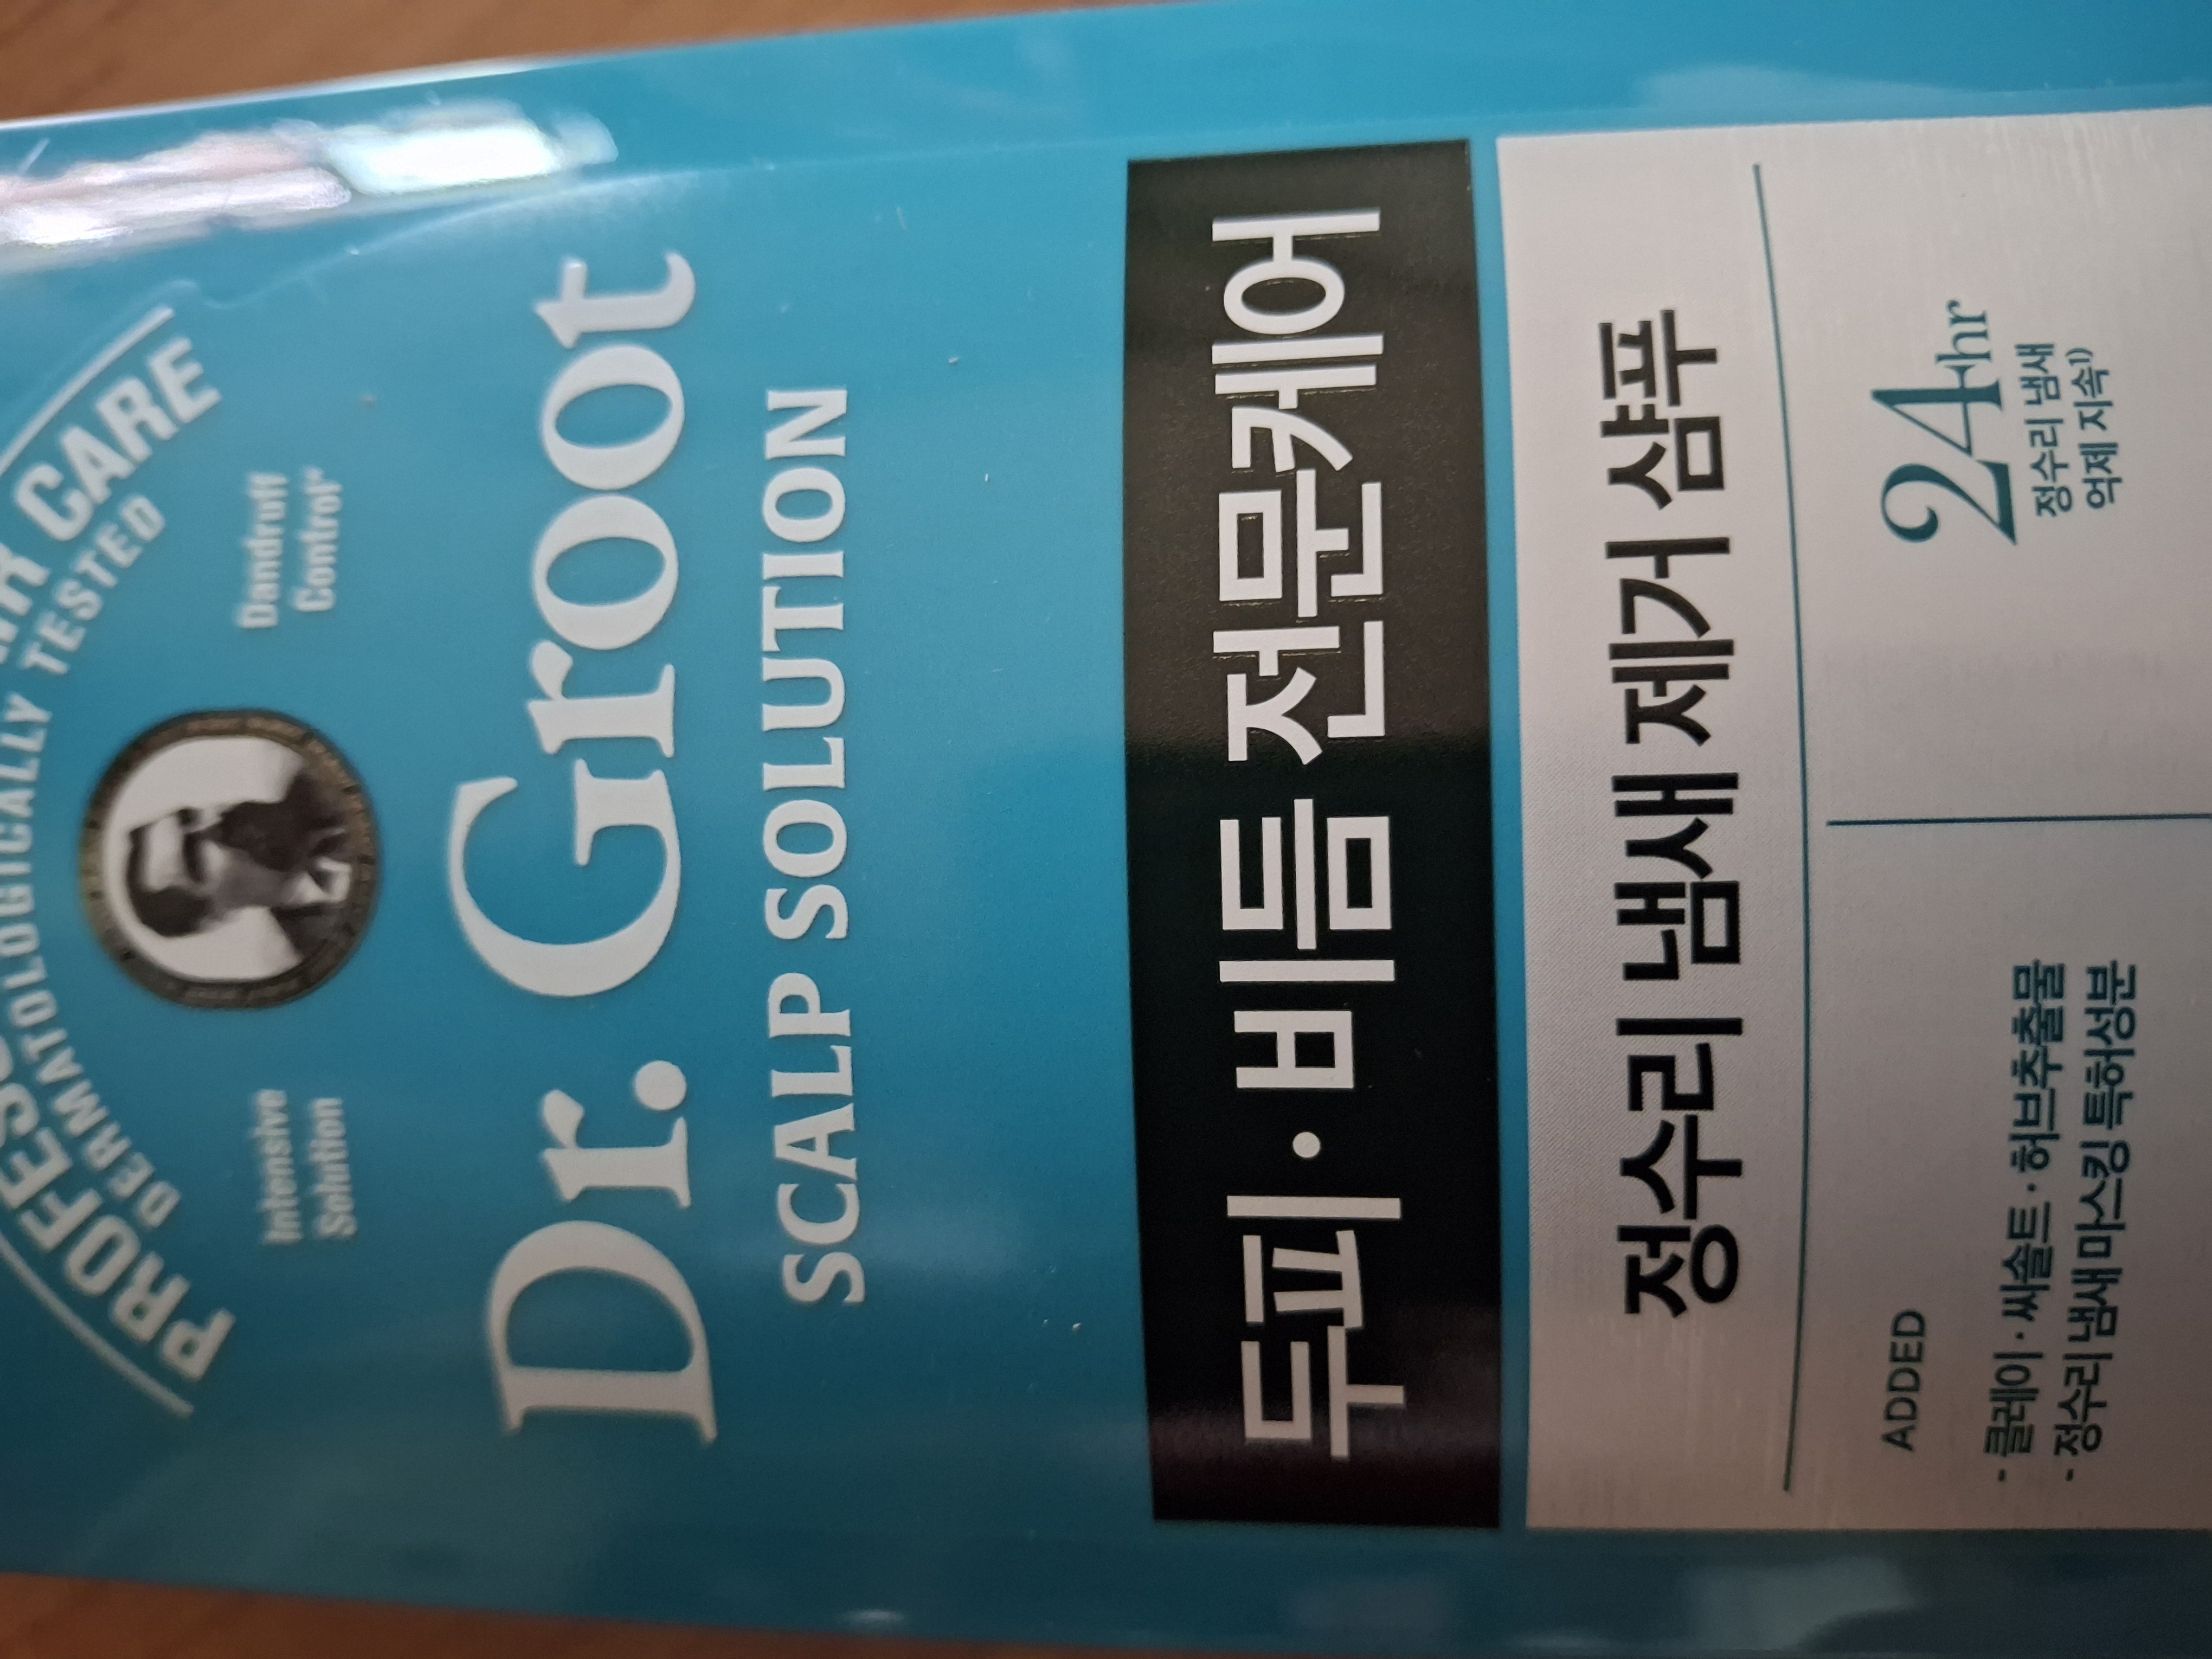 PROFES
HAIR CARE
DERMATOLOGICALLY TESTED
Intensive
Solution
Dandruff
Control*
Dr. Groot
SCALP SOLUTION
두피·비듬 전문케어
정수리 냄새 제거 샴푸
ADDED
- 클레이·씨솔트·허브추출물
- 정수리 냄새 마스킹 특허성분
24hr
정수리 냄새
억제 지속1)